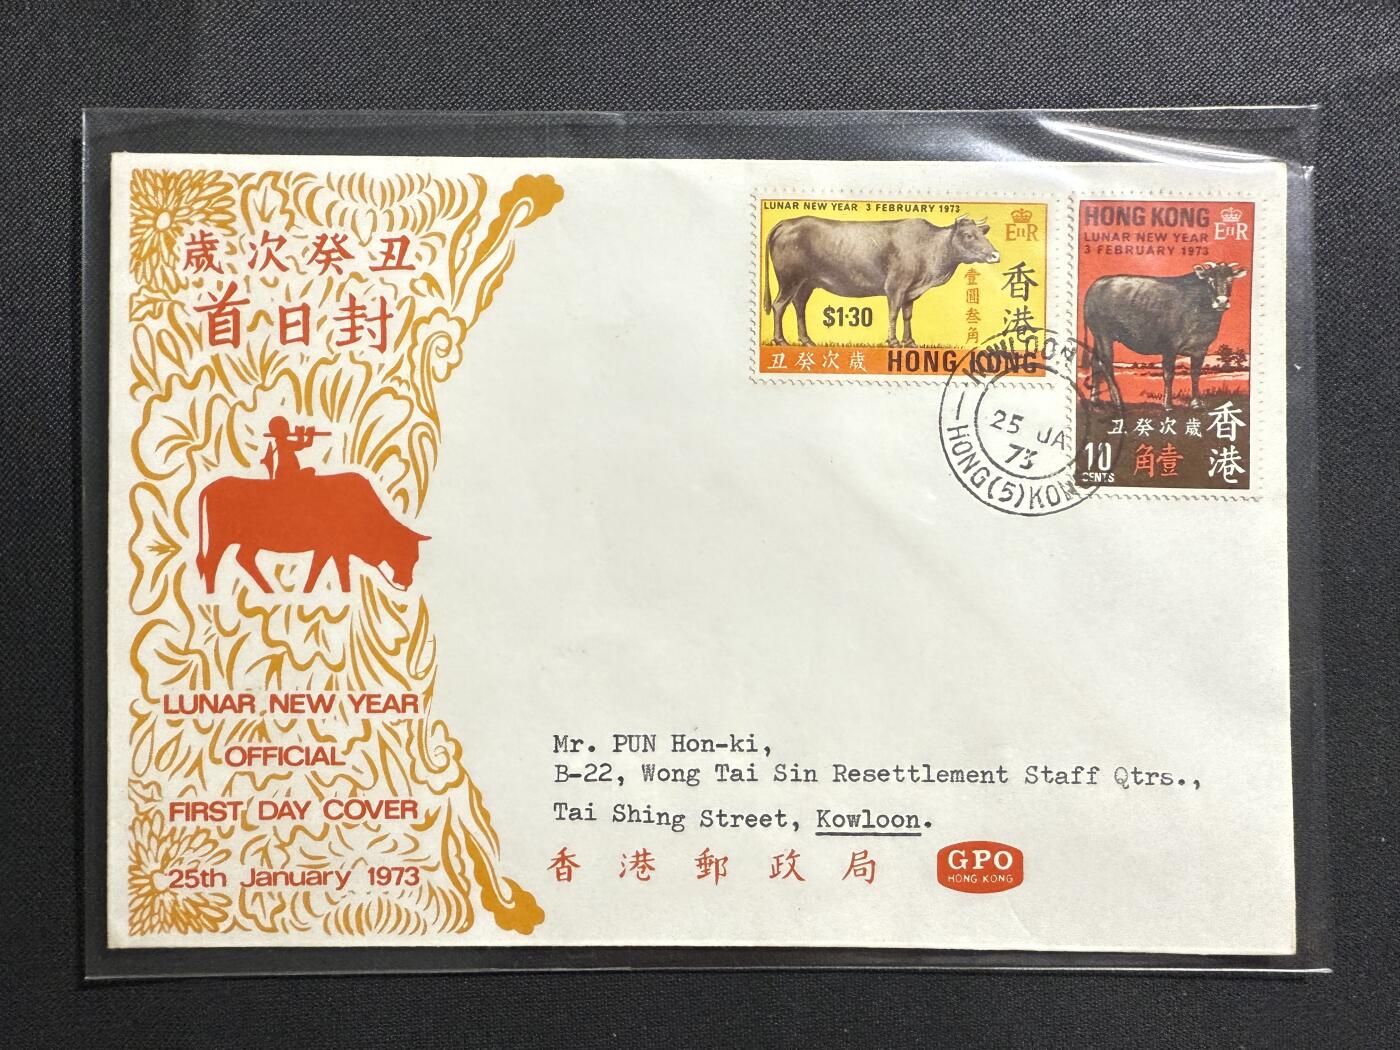 歲次癸丑
首日封
LUNAR NEW YEAR
OFFICIAL
FIRST DAY COVER
25th January 1973
LUNAR NEW YEAR 3 FEBRUARY 1973
EIIR
香港
壹圓叁角
$1·30
丑癸次歲
HONG KONG
HONG KONG
LUNAR NEW YEAR
3 FEBRUARY 1973
EIIR
丑癸次歲
香港
10
CENTS
角壹
KOWLOON
25 JA
73
HONG (5) KONG
Mr. PUN Hon-ki,
B-22, Wong Tai Sin Resettlement Staff Qtrs.,
Tai Shing Street, Kowloon.
香港郵政局
GPO
HONG KONG